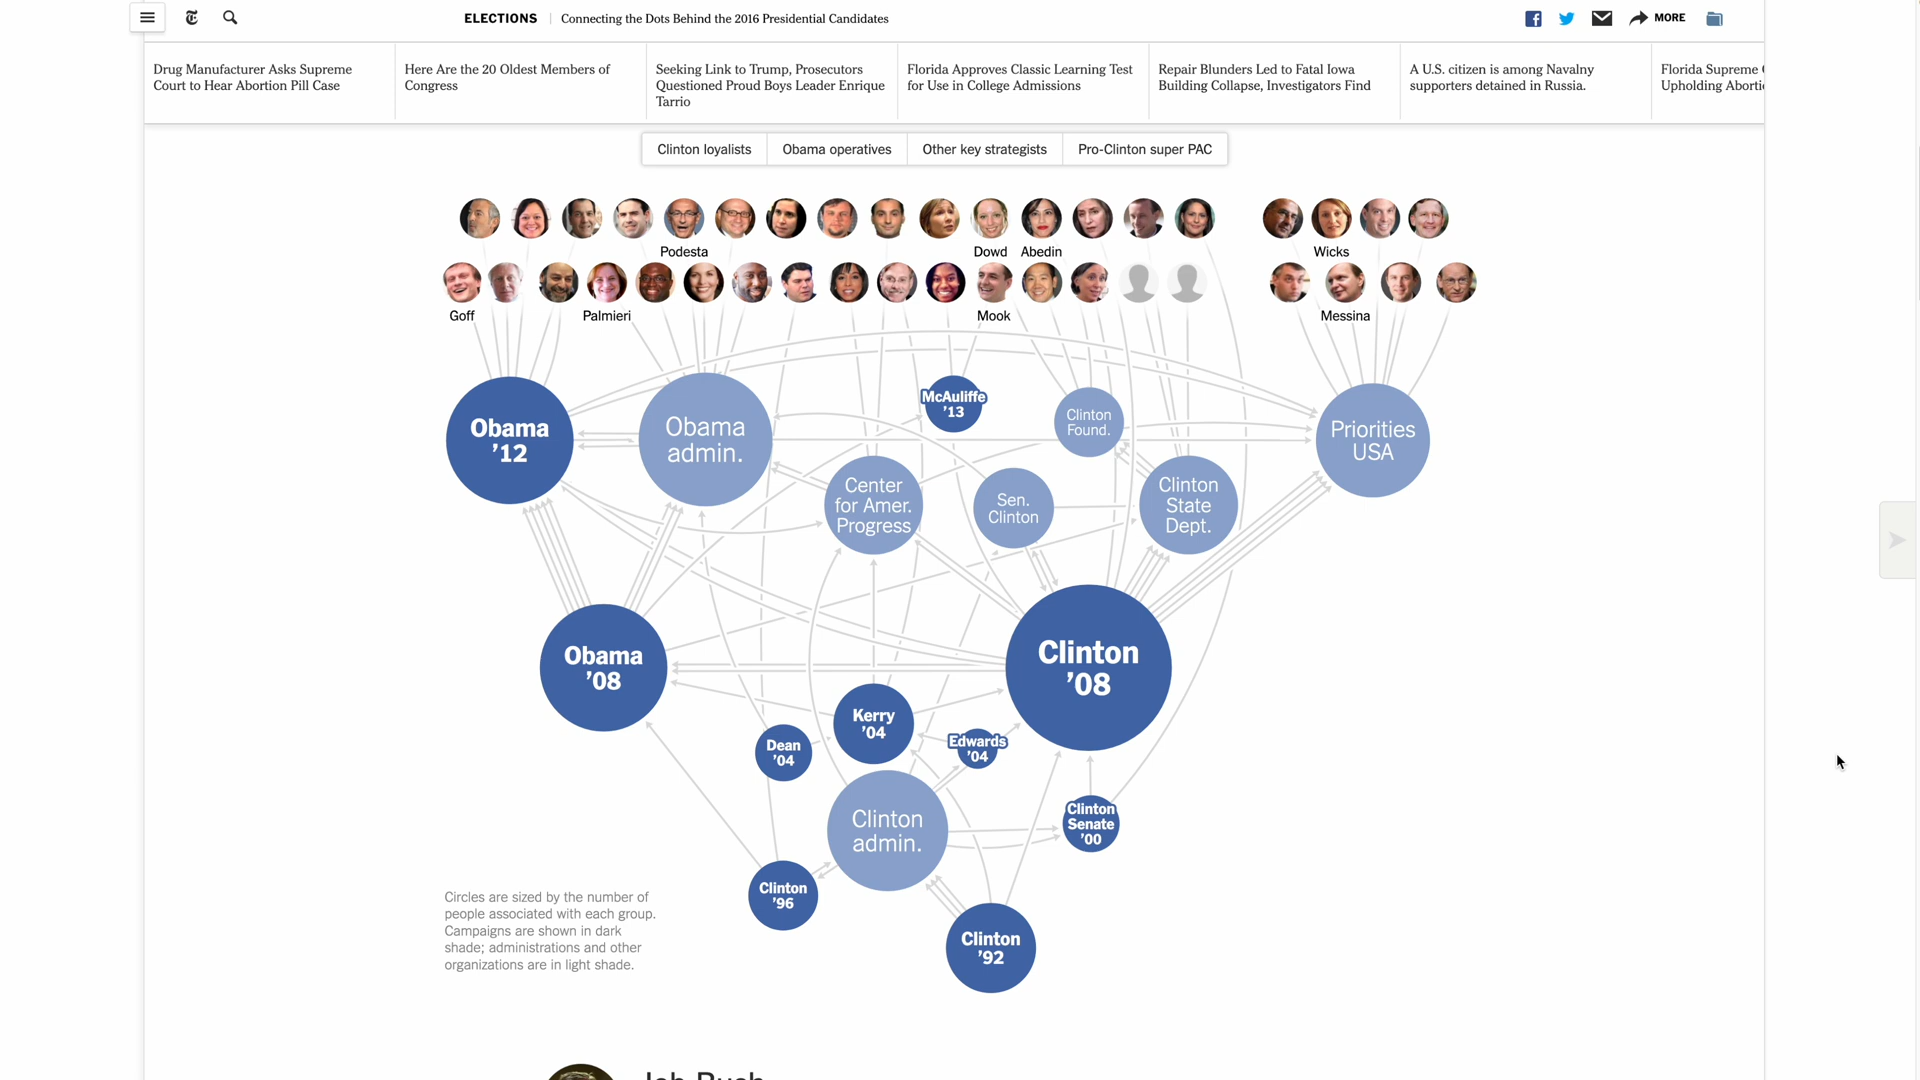 ELECTIONS
Connecting the Dots Behind the 2016 Presidential Candidates
MORE
Drug Manufacturer Asks Supreme
Court to Hear Abortion Pill Case
Here Are the 20 Oldest Members of
Congress
Seeking Link to Trump, Prosecutors
Questioned Proud Boys Leader Enrique
Tarrio
Florida Approves Classic Learning Test
for Use in College Admissions
Repair Blunders Led to Fatal Iowa
Building Collapse, Investigators Find
A U.S. citizen is among Navalny
supporters detained in Russia.
Florida Supreme
Upholding
Clinton loyalists
Obama operatives
Other key strategists
Pro-Clinton super PAC
Podesta
Dowd
Abedin
Wicks
Goff
Palmieri
Mook
Messina
Obama
’12
Obama
admin.
McAuliffe
’13
Clinton
Found.
Priorities
USA
Center
for Amer.
Progress
Sen.
Clinton
Clinton
State
Dept.
Obama
’08
Clinton
’08
Kerry
’04
Dean
’04
Edwards
’04
Clinton
admin.
Clinton
Senate
’00
Clinton
’96
Clinton
’92
Circles are sized by the number of
people associated with each group.
Campaigns are shown in dark
shade; administrations and other
organizations are in light shade.